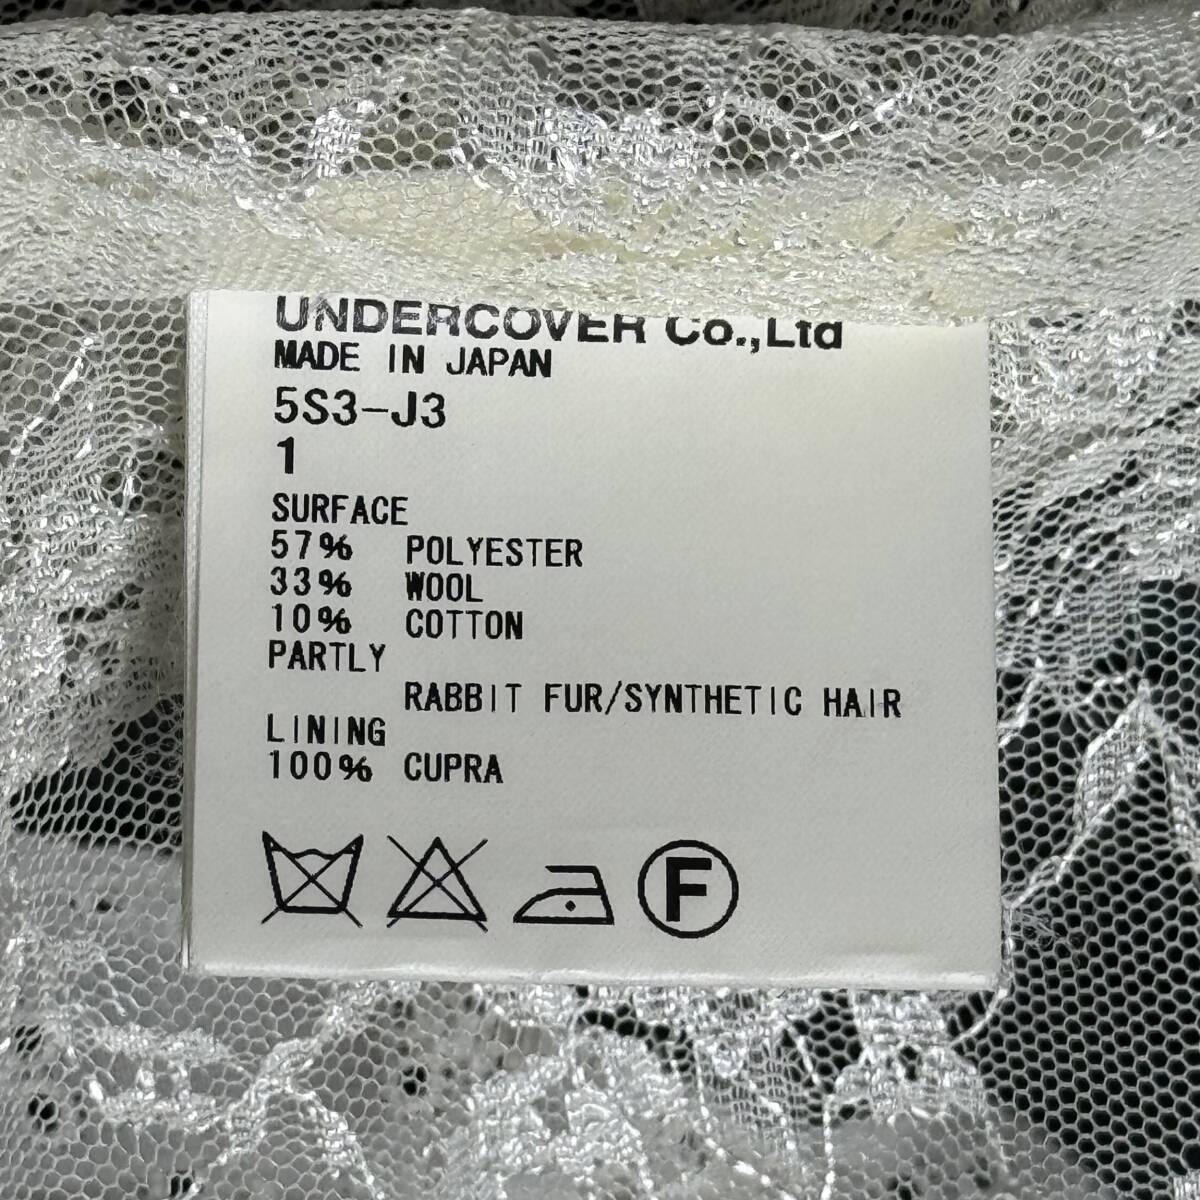 UNDERCOVER Co.,Ltd
MADE IN JAPAN
5S3-J3
1
SURFACE
57% POLYESTER
33% WOOL
10% COTTON
PARTLY
RABBIT FUR/SYNTHETIC HAIR
LINING
100% CUPRA
F